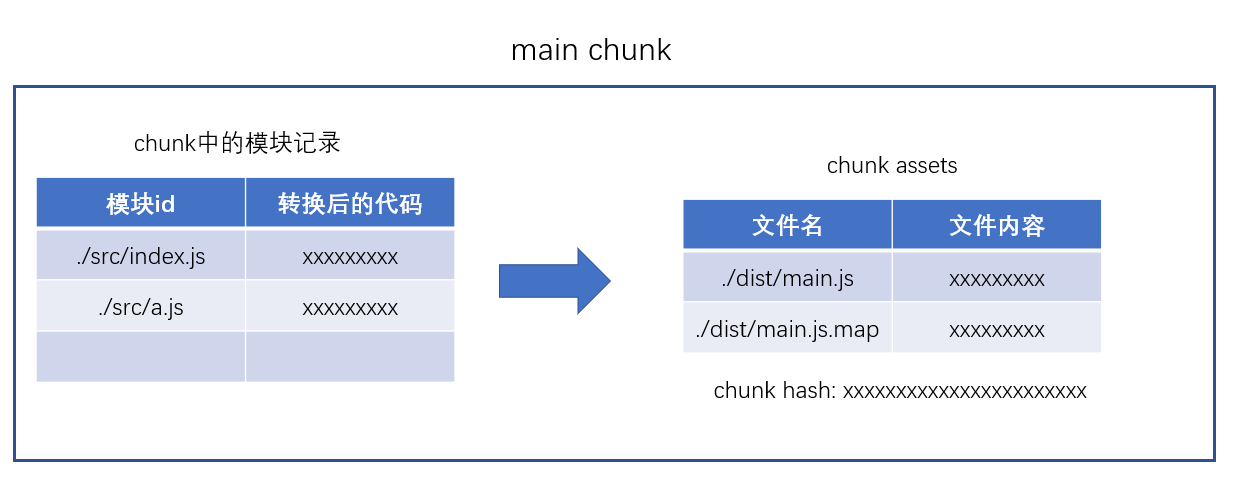 main chunk
chunk中的模块记录
模块id 转换后的代码
./src/index.js xxxxxxxxx
./src/a.js xxxxxxxxx
chunk assets
文件名 文件内容
./dist/main.js xxxxxxxxx
./dist/main.js.map xxxxxxxxx
chunk hash: xxxxxxxxxxxxxxxxxxxxxxx